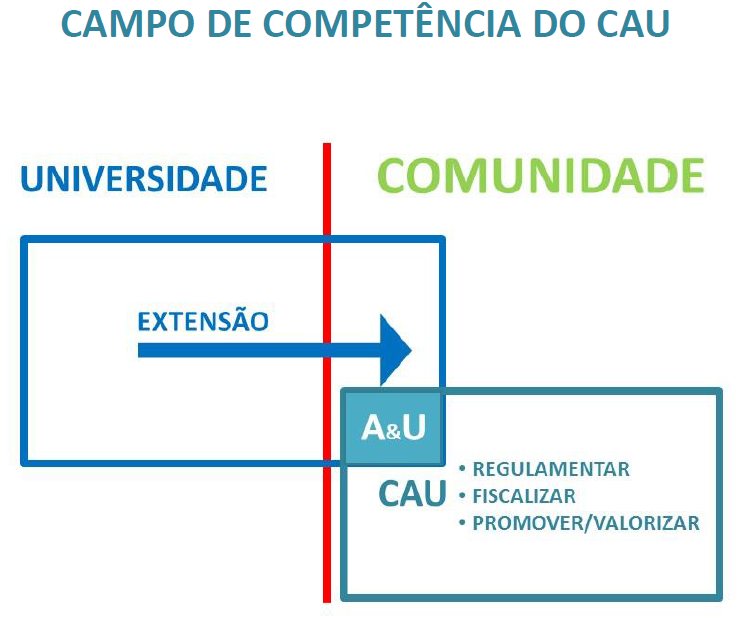 CAMPO DE COMPETÊNCIA DO CAU
UNIVERSIDADE
COMUNIDADE
EXTENSÃO
A&U
CAU
• REGULAMENTAR
• FISCALIZAR
• PROMOVER/VALORIZAR